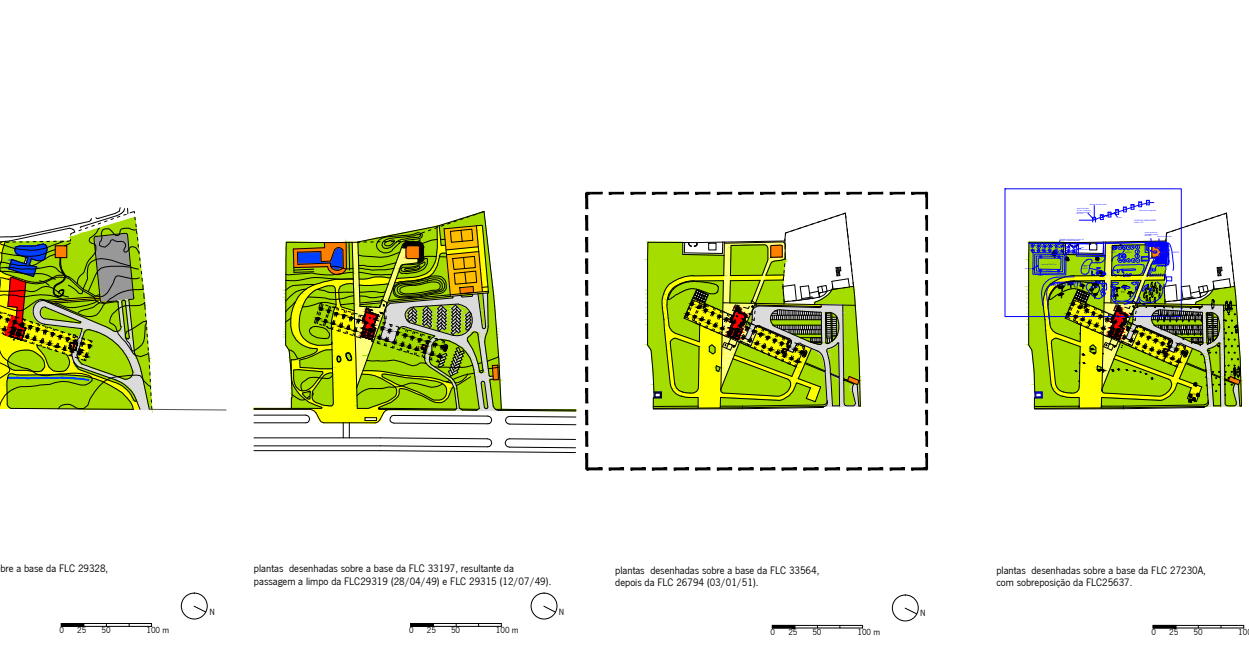 bre a base da FLC 29328,
plantas desenhadas sobre a base da FLC 33197, resultante da
passagem a limpo da FLC29319 (28/04/49) e FLC 29315 (12/07/49).
plantas desenhadas sobre a base da FLC 33564,
depois da FLC 26794 (03/01/51).
plantas desenhadas sobre a base da FLC 27230A,
com sobreposição da FLC25637.
N
N
N
0 25 50 100 m
0 25 50 100 m
0 25 50 100 m
0 25 50 100